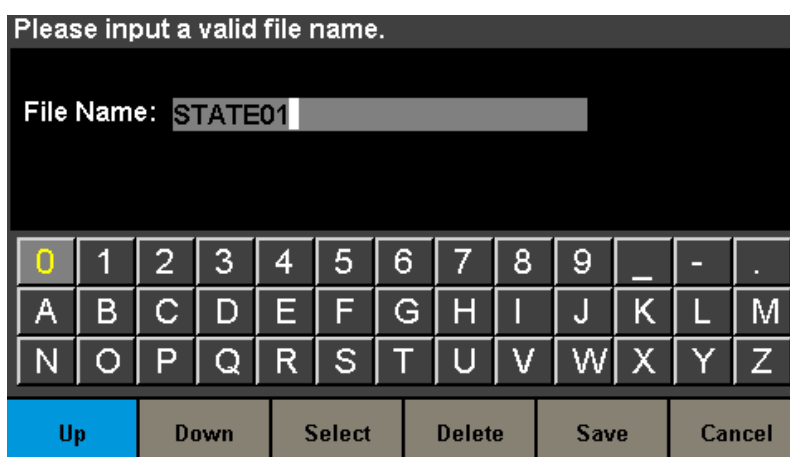 Please input a valid file name.
File Name: STATE01
0 1 2 3 4 5 6 7 8 9 _ - .
A B C D E F G H I J K L M
N O P Q R S T U V W X Y Z
Up Down Select Delete Save Cancel